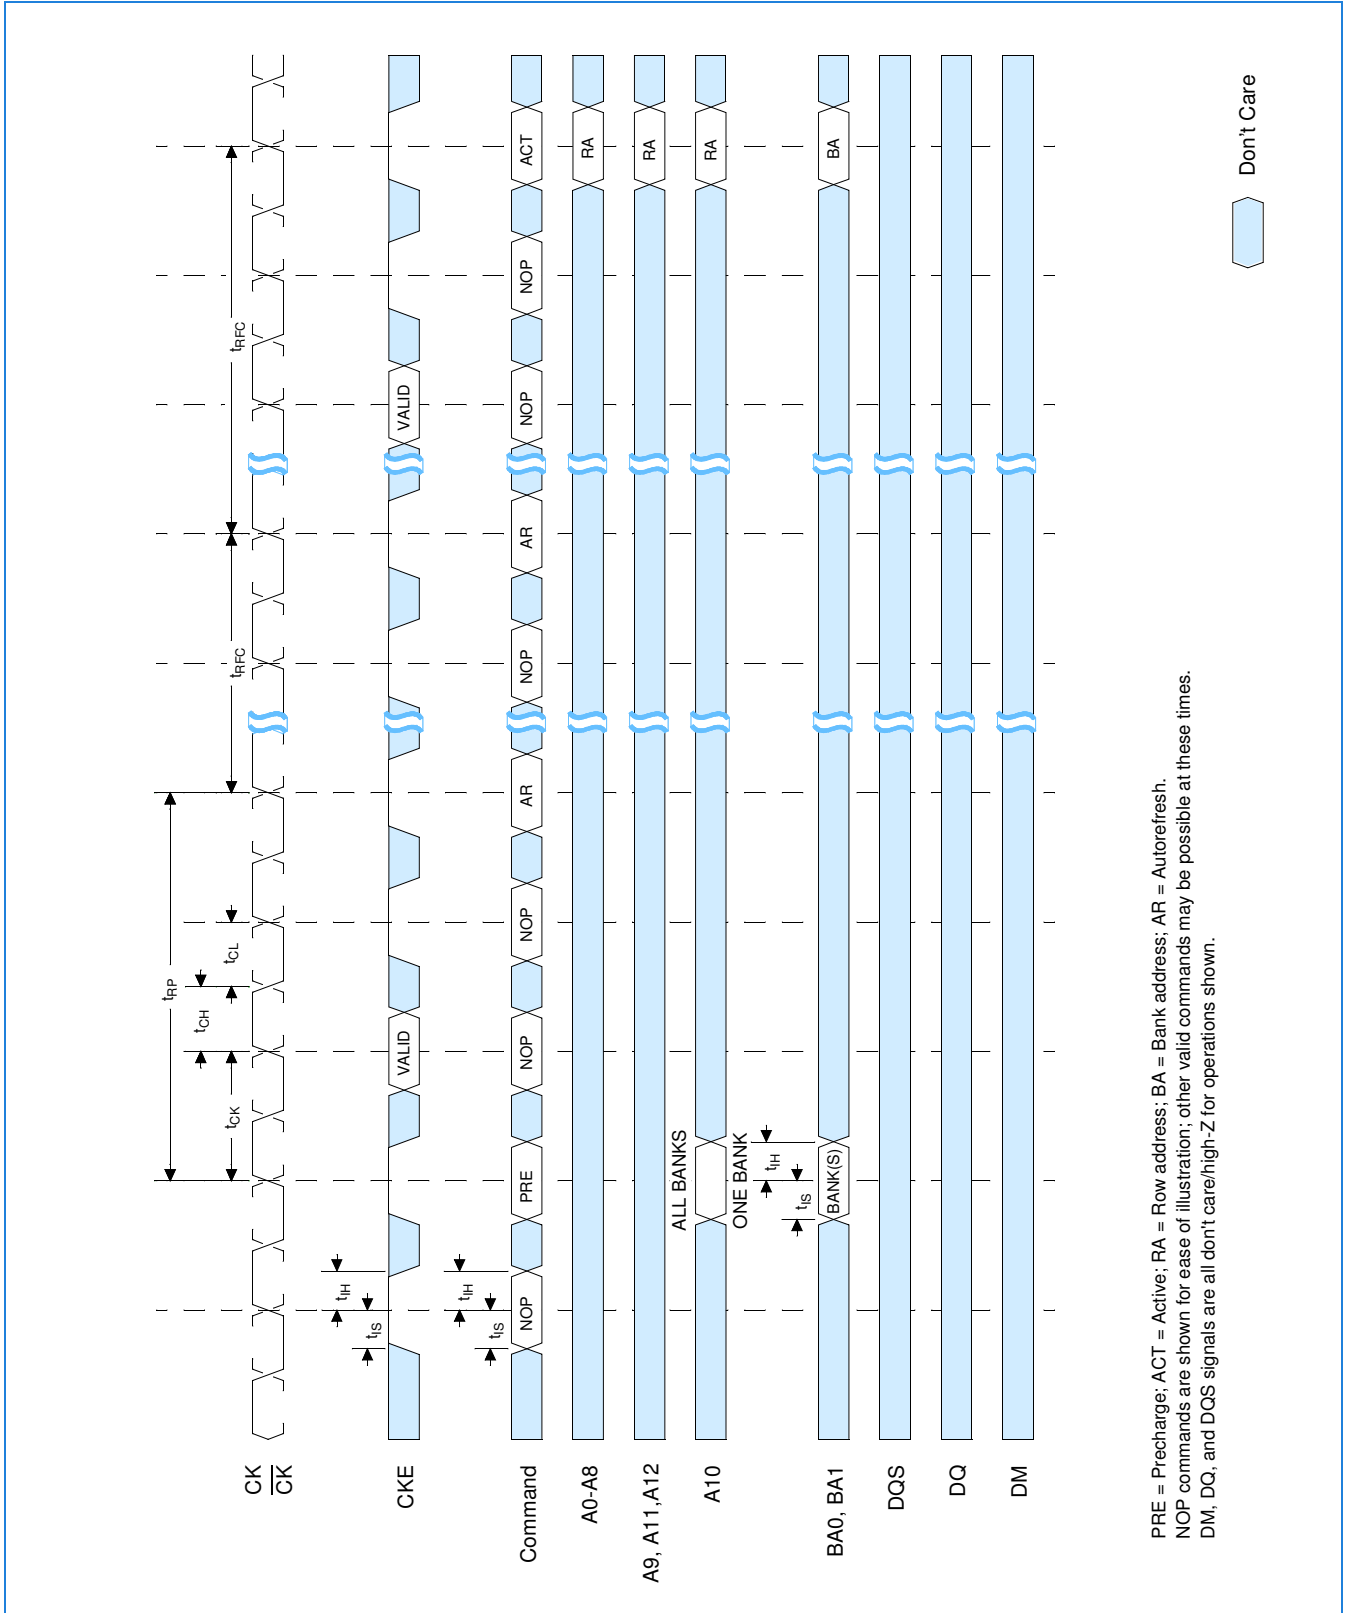 tRP
tCK
tCH
tCL
tRFC
tRFC
CK
CK
tIS
tIH
CKE
VALID
VALID
tIS
tIH
Command
NOP
PRE
NOP
NOP
AR
NOP
AR
NOP
NOP
ACT
A0-A8
RA
A9, A11,A12
RA
ALL BANKS
A10
RA
ONE BANK
tIS
tIH
BA0, BA1
BANK(S)
BA
DQS
DQ
DM
PRE = Precharge; ACT = Active; RA = Row address; BA = Bank address; AR = Autorefresh.
NOP commands are shown for ease of illustration; other valid commands may be possible at these times.
DM, DQ, and DQS signals are all don't care/high-Z for operations shown.
Don't Care